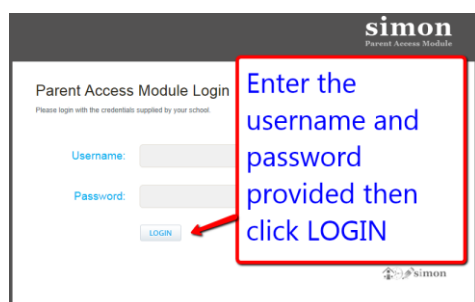 simon
Parent Access Module
Parent Access Module Login
Please login with the credentials supplied by your school.
Enter the
username and
password
provided then
click LOGIN
Username:
Password:
LOGIN
simon